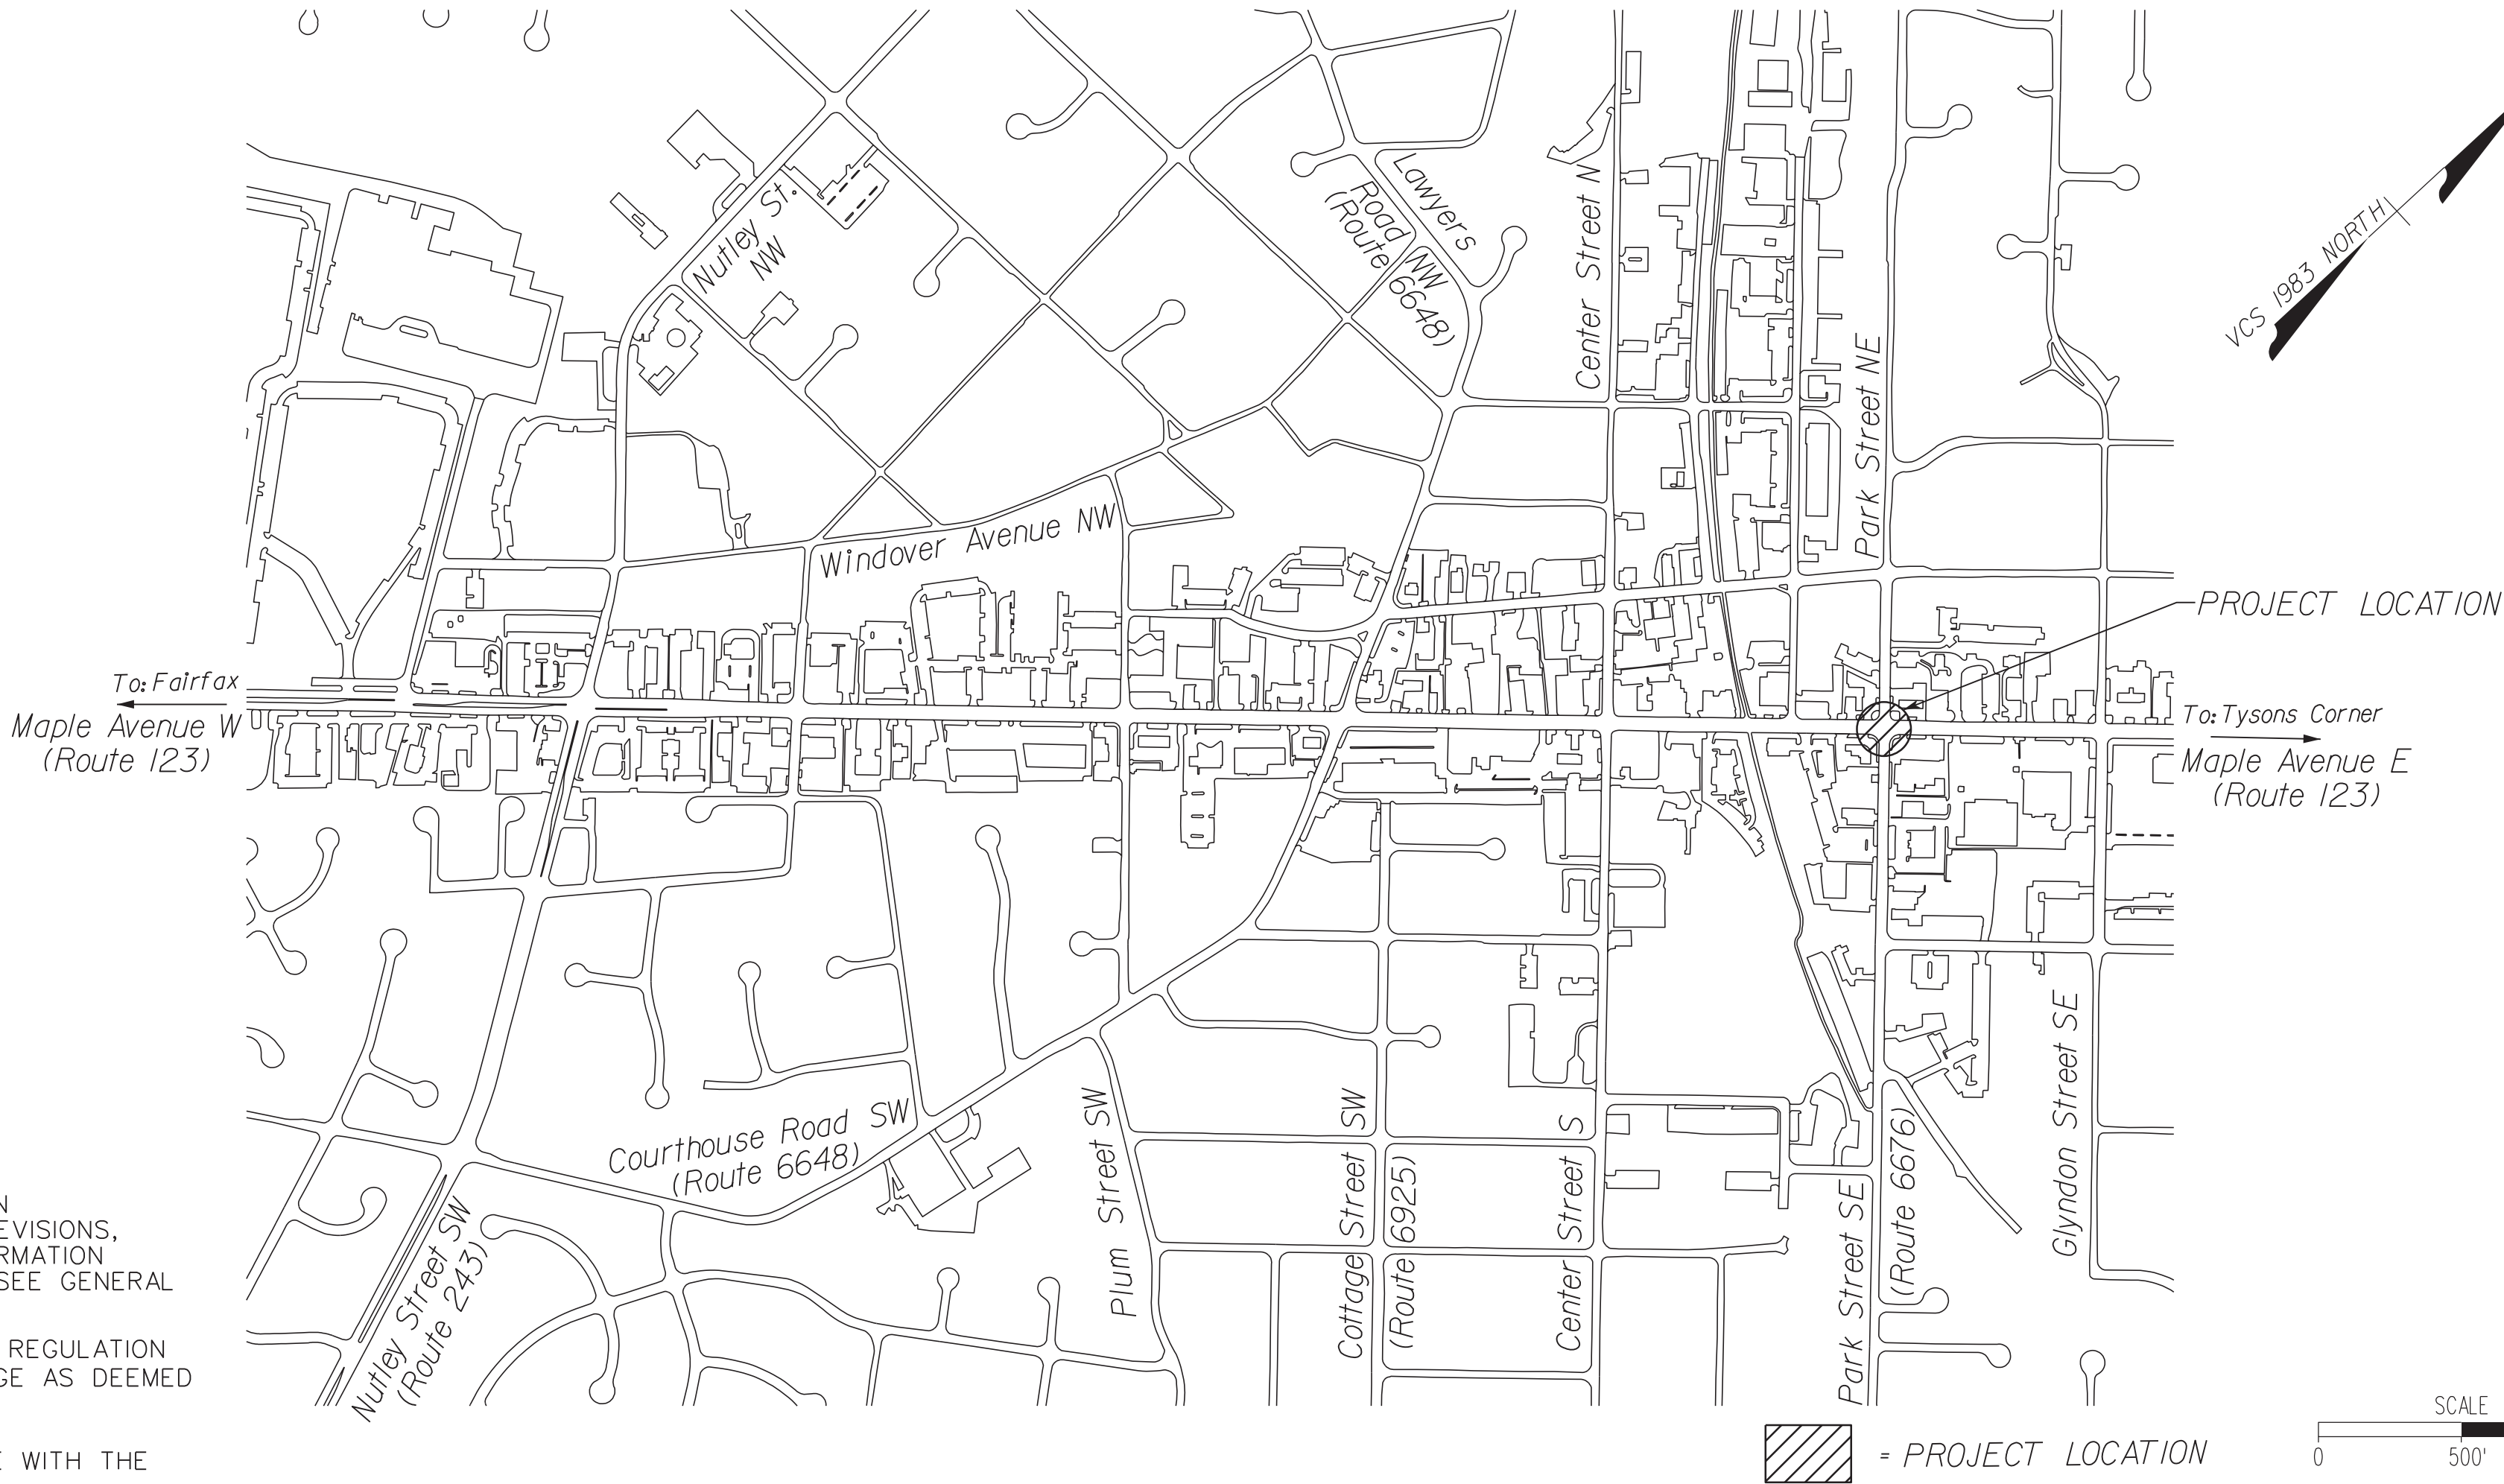 Nutley St.
NW
Lawyers
Road NW
(Route 6648)
Center Street N
Park Street NE
VCS 1983 NORTH
Windover Avenue NW
PROJECT LOCATION
To: Fairfax
Maple Avenue W
(Route 123)
To: Tysons Corner
Maple Avenue E
(Route 123)
Courthouse Road SW
(Route 6648)
Nutley Street SW
(Route 243)
Plum Street SW
Cottage Street SW
(Route 6925)
Center Street S
Park Street SE
(Route 6676)
Glyndon Street SE
N
EVISIONS,
RMATION
SEE GENERAL
REGULATION
GE AS DEEMED
E WITH THE
= PROJECT LOCATION
SCALE
0 500'